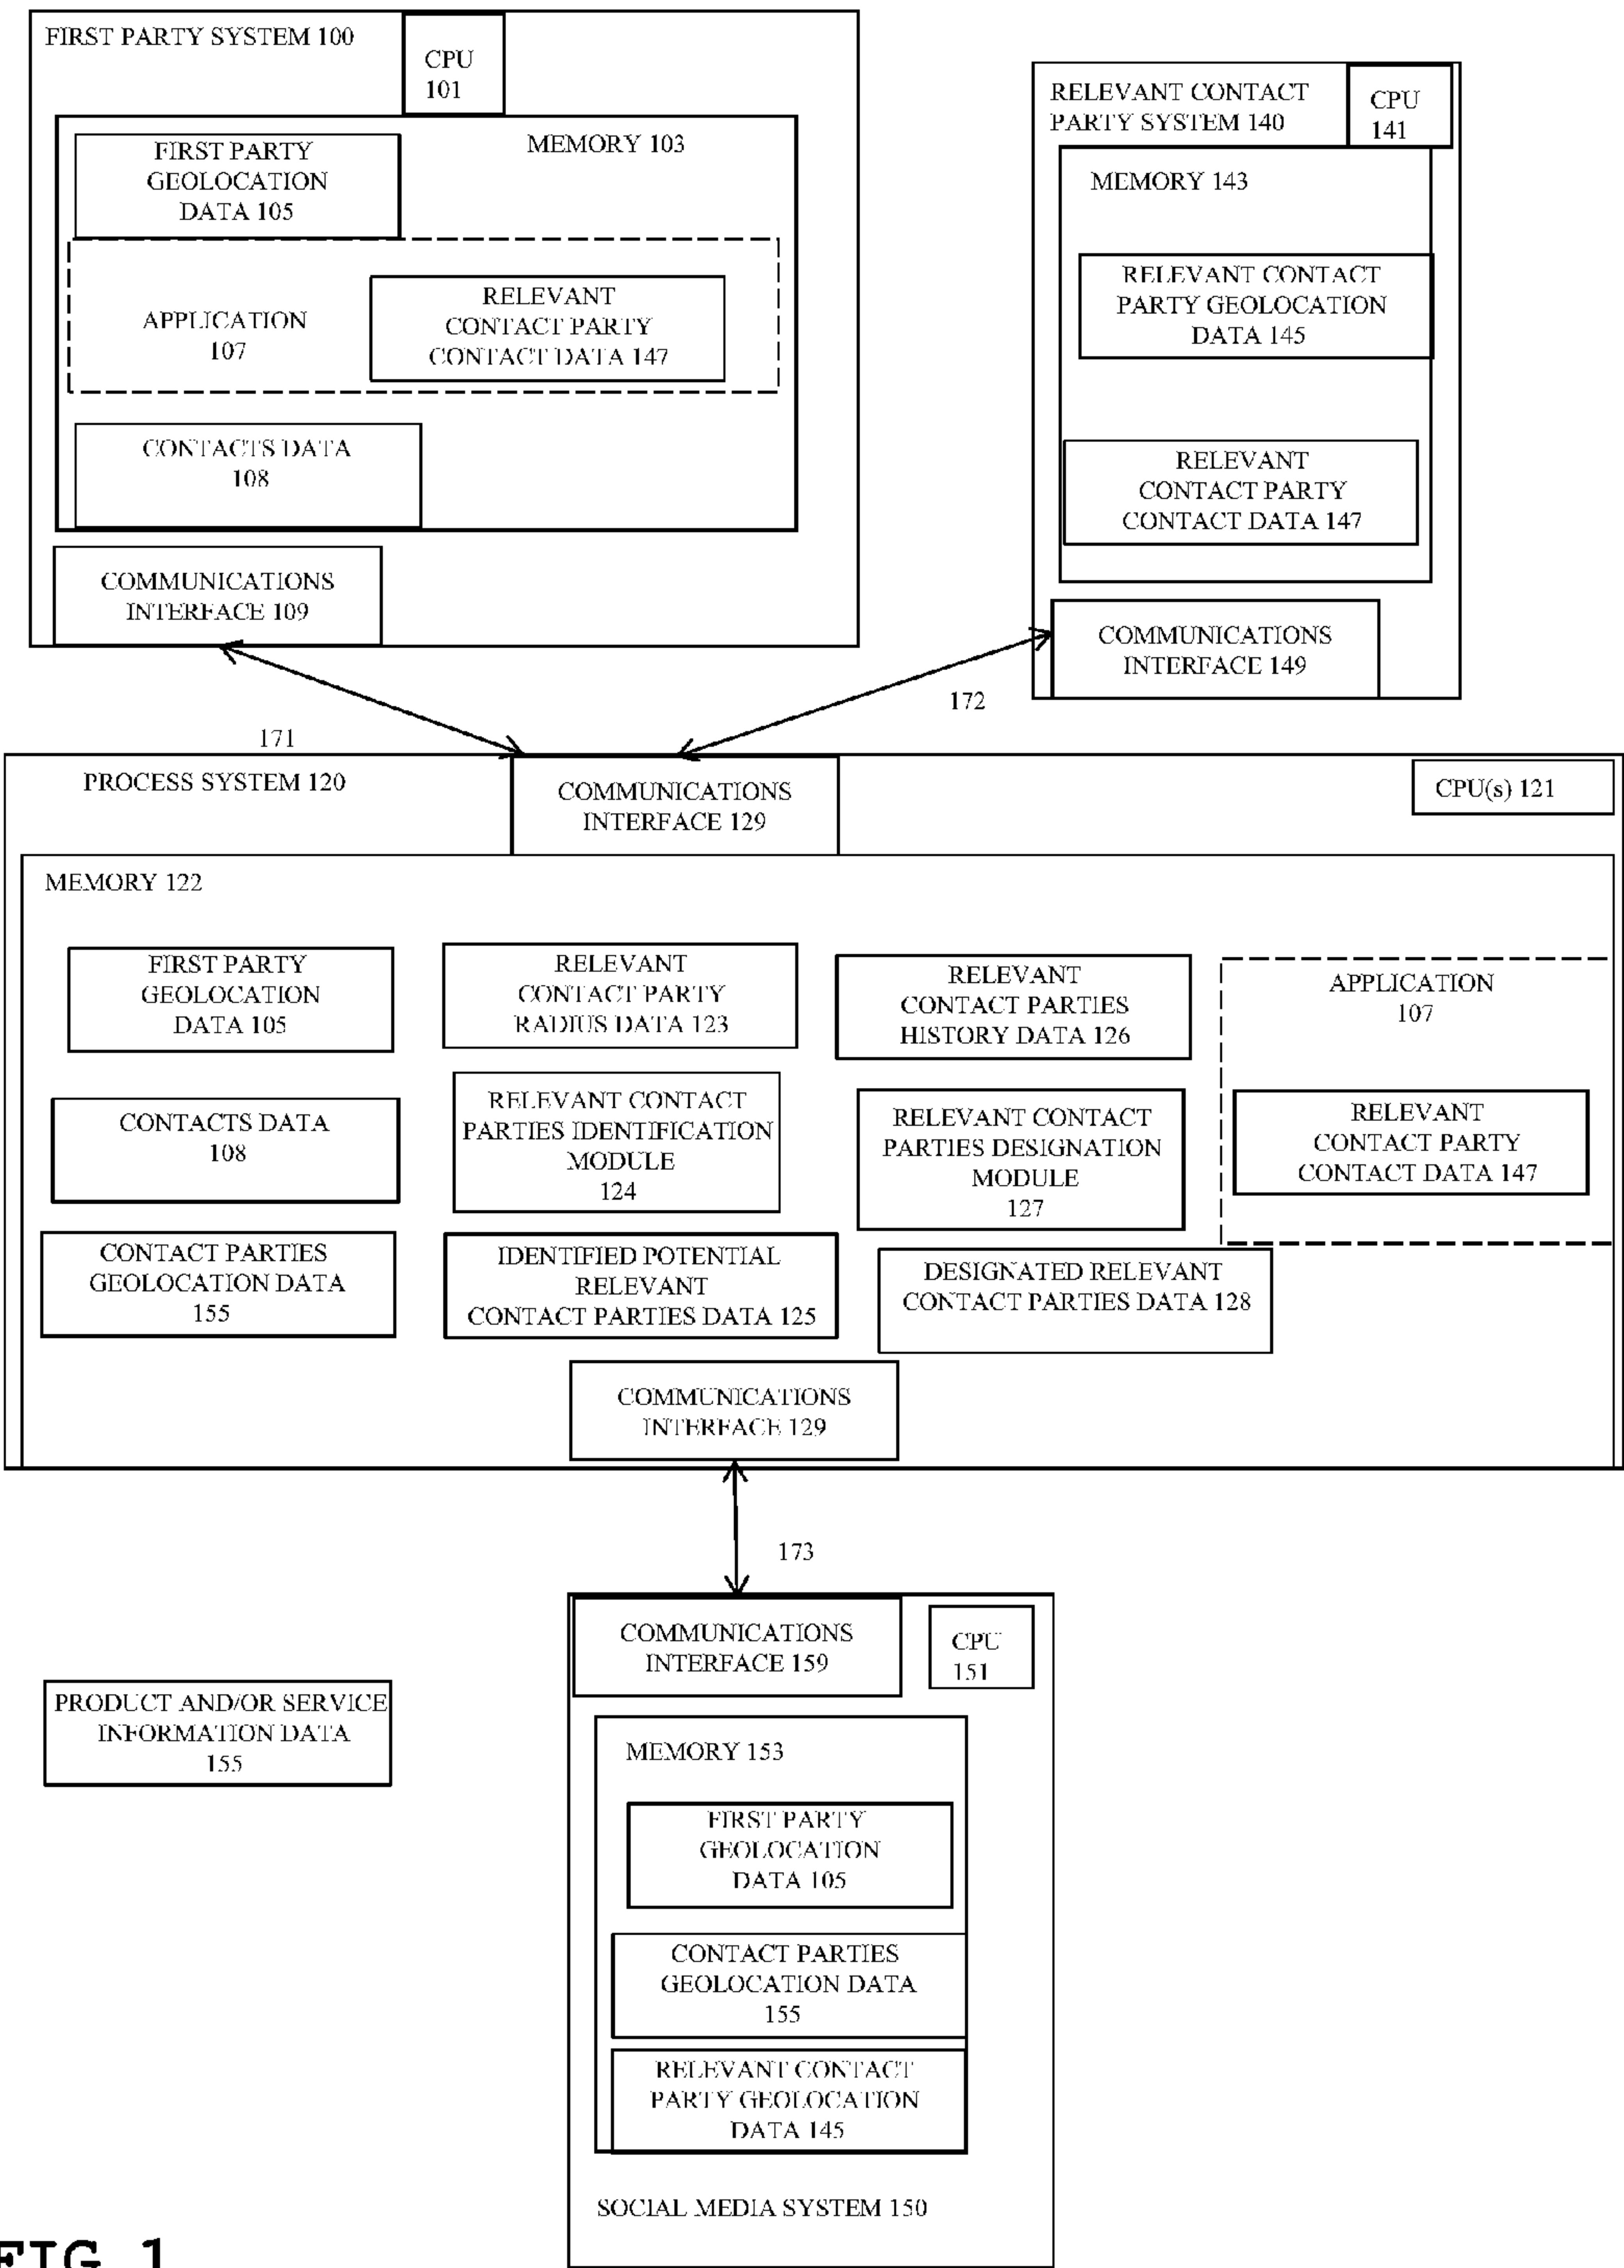 FIRST PARTY SYSTEM 100
CPU
101
MEMORY 103
FIRST PARTY
GEOLOCATION
DATA 105
APPLICATION
107
RELEVANT
CONTACT PARTY
CONTACT DATA 147
CONTACTS DATA
108
COMMUNICATIONS
INTERFACE 109
RELEVANT CONTACT
PARTY SYSTEM 140
CPU
141
MEMORY 143
RELEVANT CONTACT
PARTY GEOLOCATION
DATA 145
RELEVANT
CONTACT PARTY
CONTACT DATA 147
COMMUNICATIONS
INTERFACE 149
171
172
PROCESS SYSTEM 120
COMMUNICATIONS
INTERFACE 129
CPU(s) 121
MEMORY 122
FIRST PARTY
GEOLOCATION
DATA 105
RELEVANT
CONTACT PARTY
RADIUS DATA 123
RELEVANT
CONTACT PARTIES
HISTORY DATA 126
APPLICATION
107
CONTACTS DATA
108
RELEVANT CONTACT
PARTIES IDENTIFICATION
MODULE
124
RELEVANT CONTACT
PARTIES DESIGNATION
MODULE
127
RELEVANT
CONTACT PARTY
CONTACT DATA 147
CONTACT PARTIES
GEOLOCATION DATA
155
IDENTIFIED POTENTIAL
RELEVANT
CONTACT PARTIES DATA 125
DESIGNATED RELEVANT
CONTACT PARTIES DATA 128
COMMUNICATIONS
INTERFACE 129
173
COMMUNICATIONS
INTERFACE 159
CPU
151
PRODUCT AND/OR SERVICE
INFORMATION DATA
155
MEMORY 153
FIRST PARTY
GEOLOCATION
DATA 105
CONTACT PARTIES
GEOLOCATION DATA
155
RELEVANT CONTACT
PARTY GEOLOCATION
DATA 145
SOCIAL MEDIA SYSTEM 150
FIG. 1